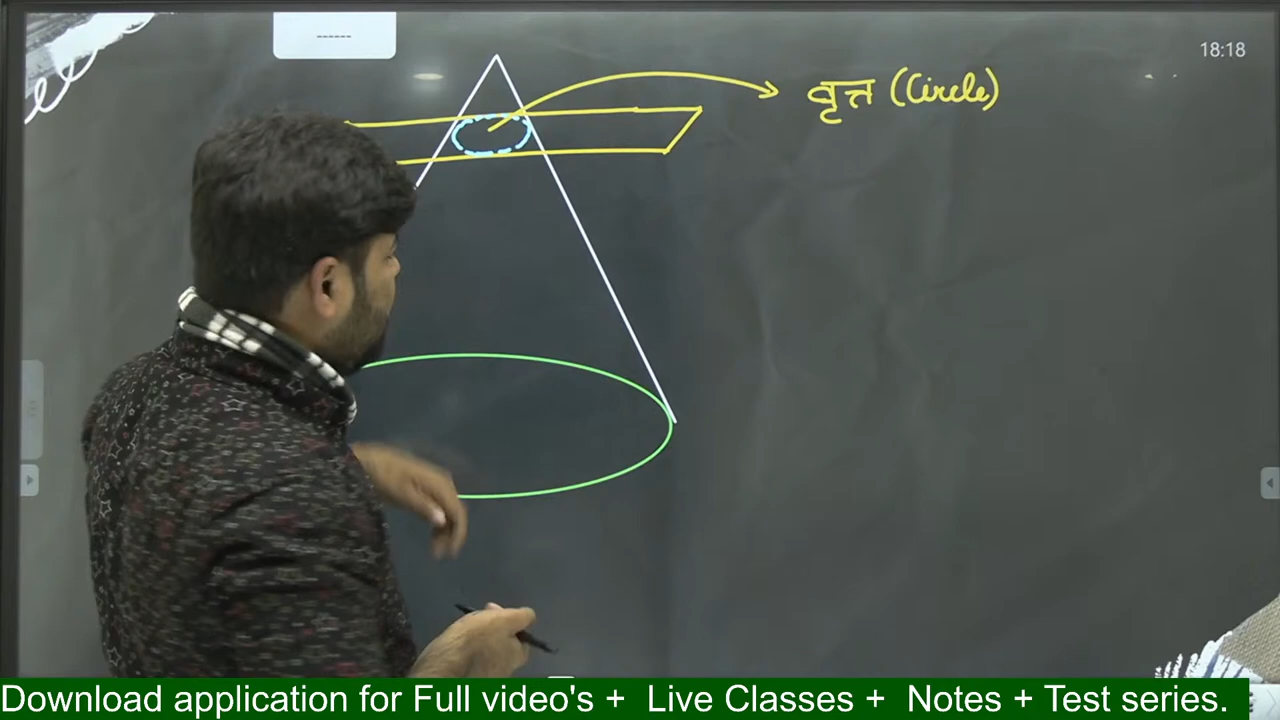 ------
18:18
वृत्त (Circle)
Download application for Full video's + Live Classes + Notes + Test series.